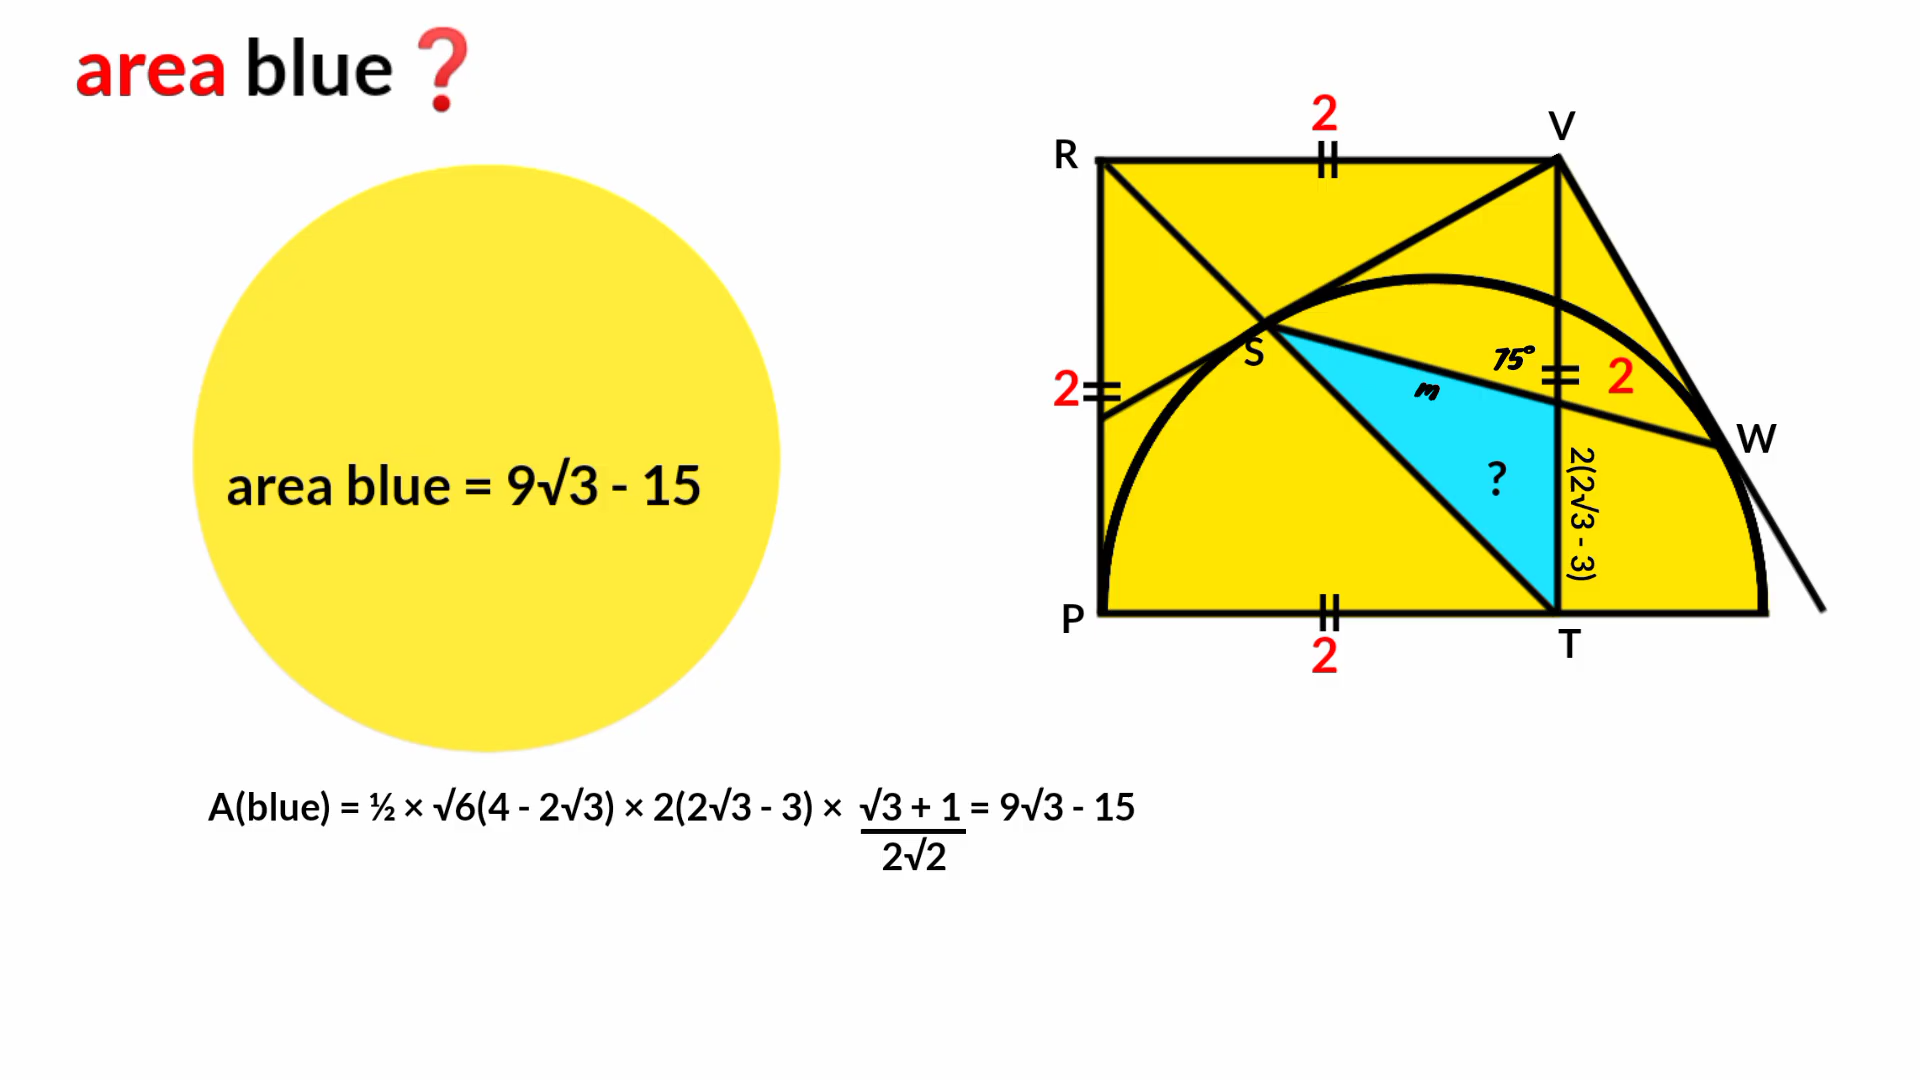 area blue ❓
area blue = 9√3 - 15
2
R
V
S
75°
m
2
2
W
?
2(2√3 - 3)
P
2
T
A(blue) = ½ × √6(4 - 2√3) × 2(2√3 - 3) × √3 + 1 = 9√3 - 15
2√2